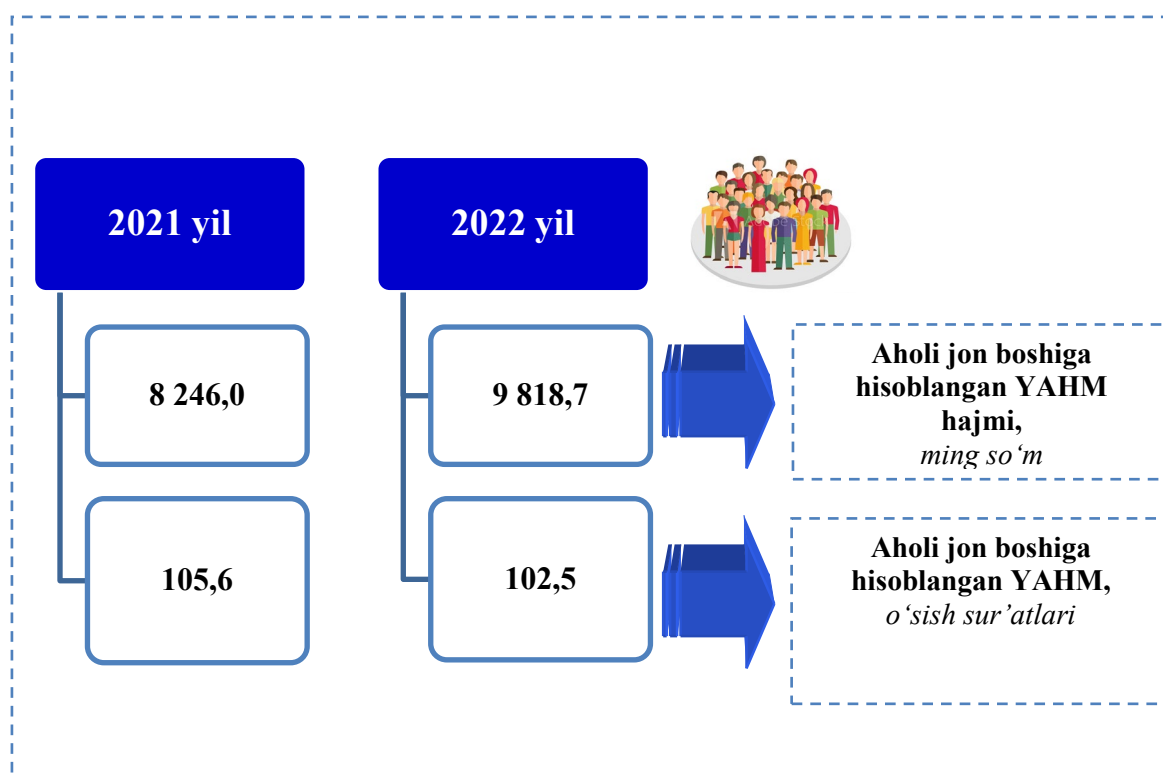 2021 yil
2022 yil
8 246,0
9 818,7
Aholi jon boshiga
hisoblangan YAHM
hajmi,
ming so‘m
105,6
102,5
Aholi jon boshiga
hisoblangan YAHM,
o‘sish sur’atlari